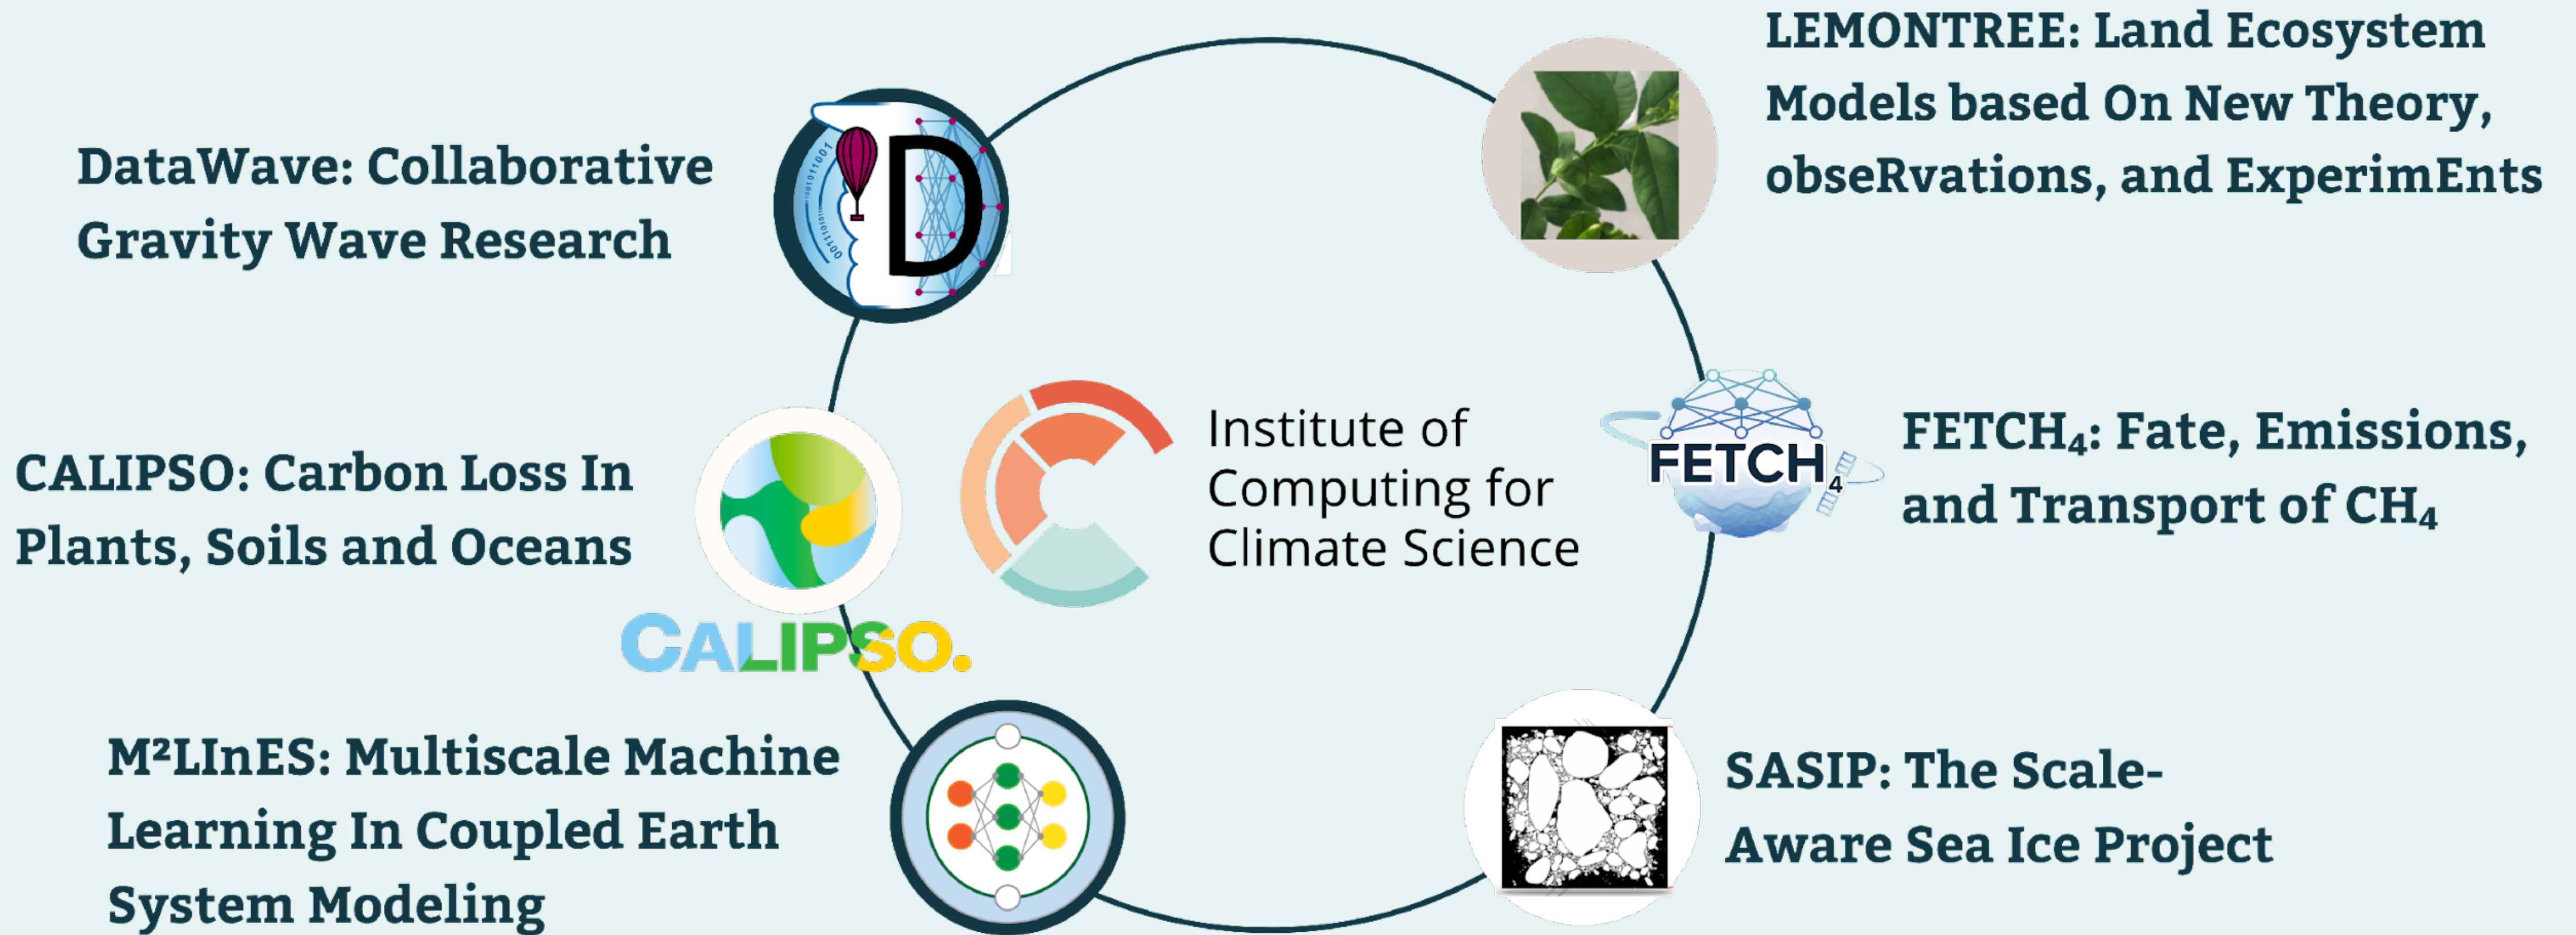 DataWave: Collaborative
Gravity Wave Research
D
LEMONTREE: Land Ecosystem
Models based On New Theory,
obseRvations, and ExperimEnts
CALIPSO: Carbon Loss In
Plants, Soils and Oceans
CALIPSO.
Institute of
Computing for
Climate Science
FETCH₄
FETCH₄: Fate, Emissions,
and Transport of CH₄
M²LInES: Multiscale Machine
Learning In Coupled Earth
System Modeling
SASIP: The Scale-
Aware Sea Ice Project